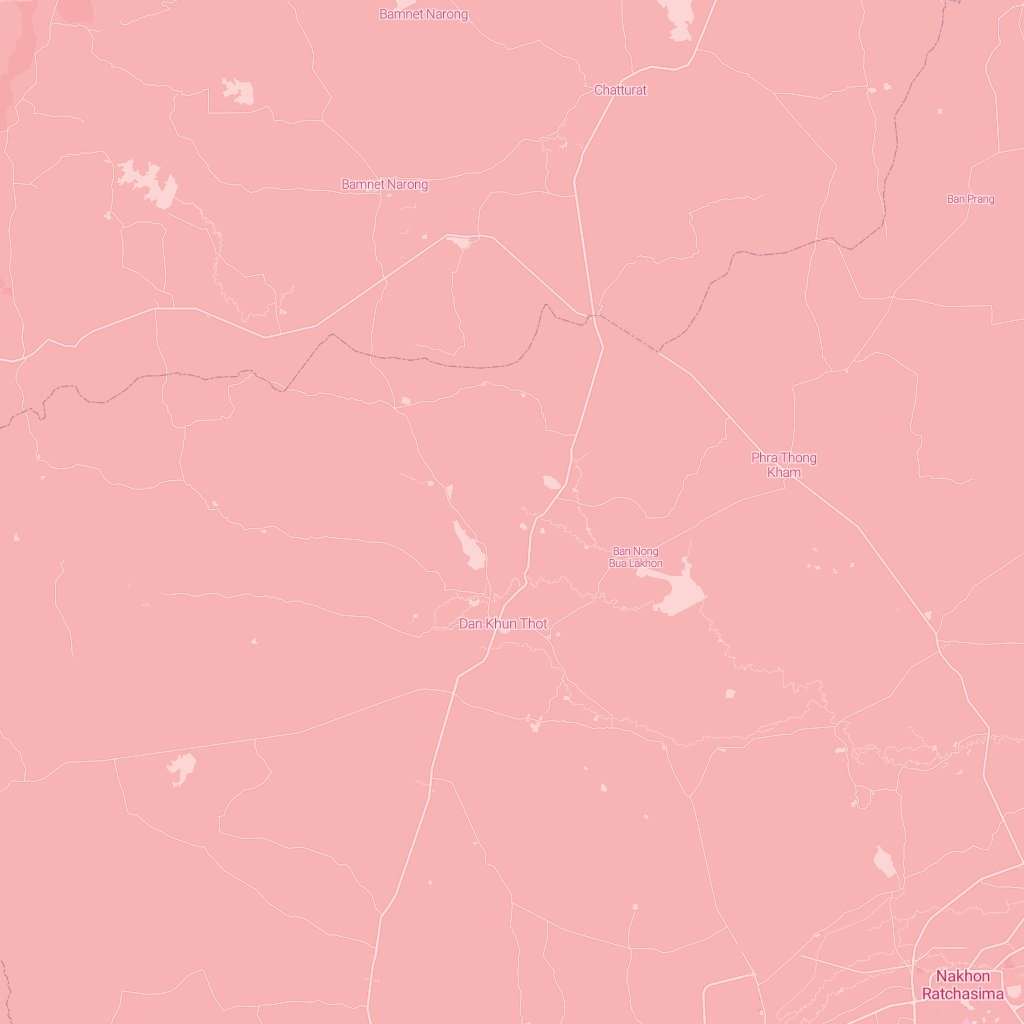 Bamnet Narong
Chatturat
Bamnet Narong
Ban Prang
Phra Thong
Kham
Ban Nong
Bua Lakhon
Dan Khun Thot
Nakhon
Ratchasima